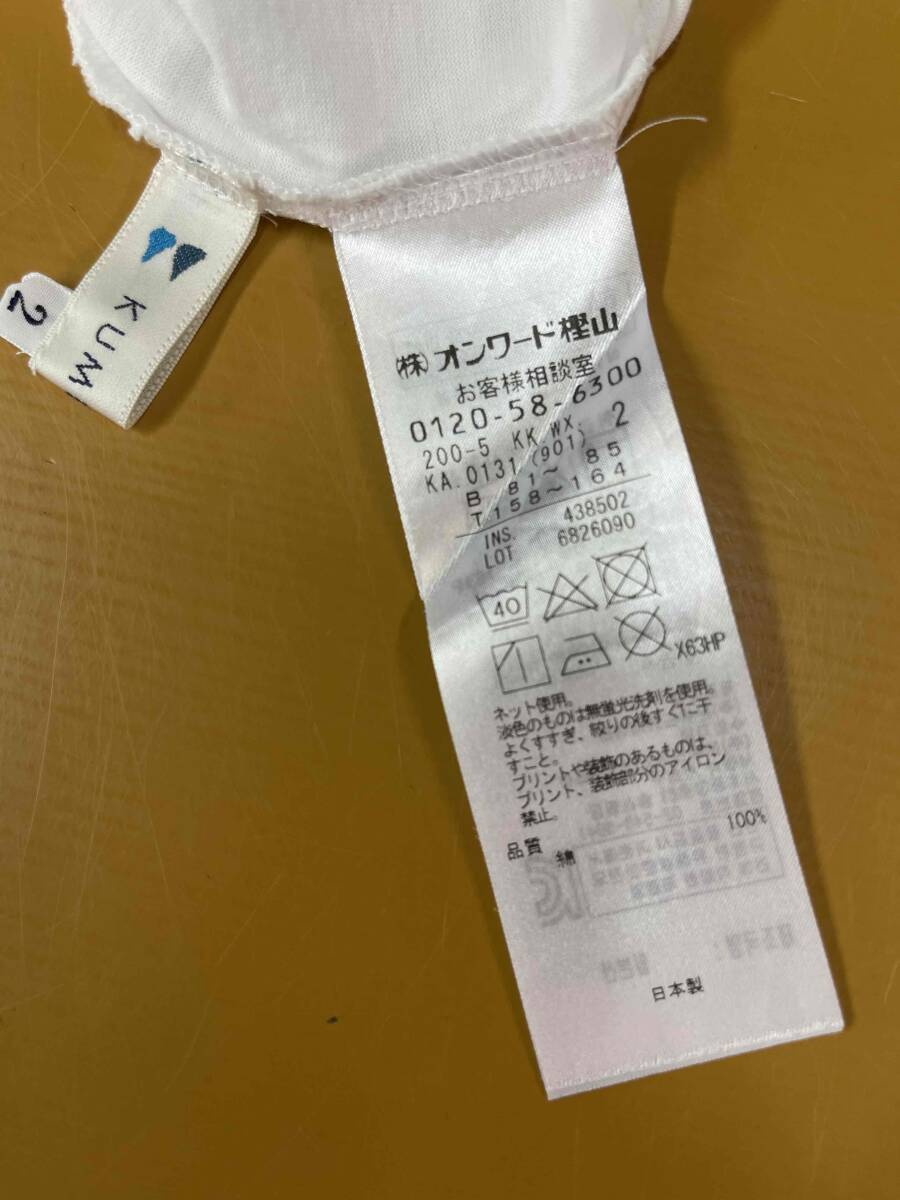 KUM
2
㈱オンワード樫山
お客様相談室
0120-58-6300
200-5 KK WX. 2
KA.0131 (901)
B 81～ 85
T158～164
INS. 438502
LOT 6826090
40
X63HP
ネット使用。
淡色のものは無蛍光洗剤を使用。
よくすすぎ、絞りの後すぐに干
すこと。
プリントや装飾のあるものは、
プリント、装飾部分のアイロン
禁止。
品質 綿 100%
日本製